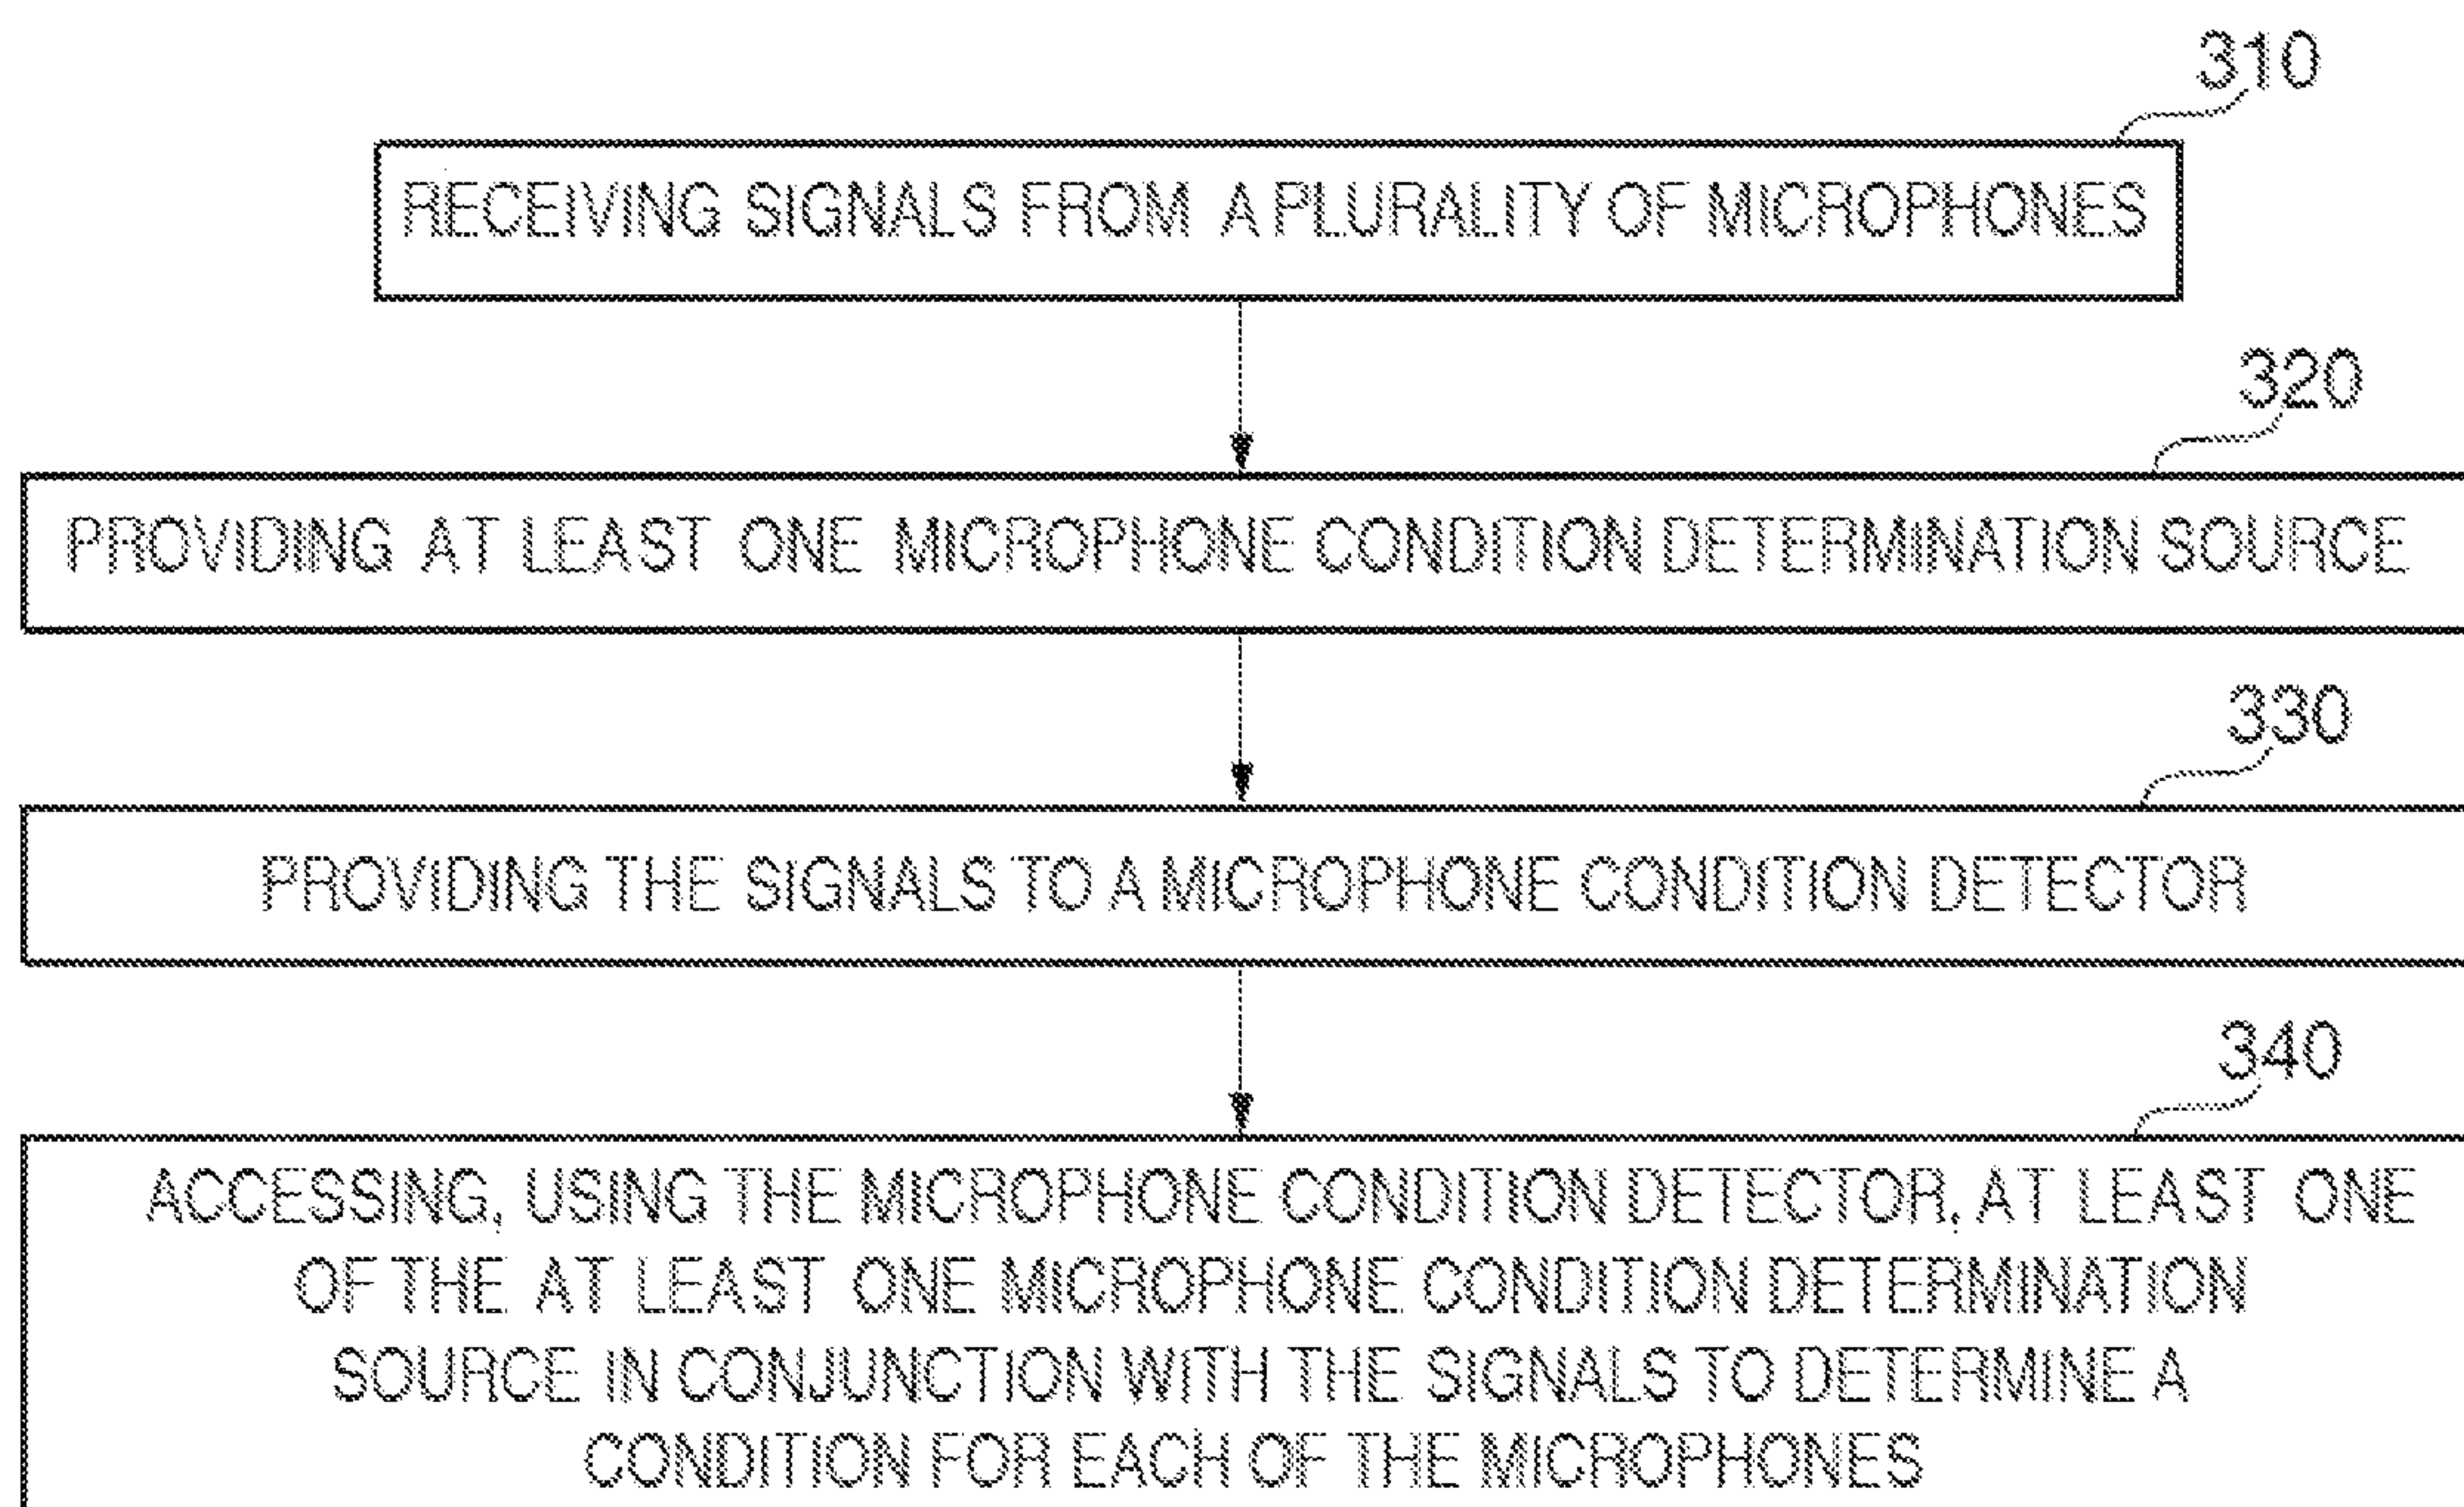 310
RECEIVING SIGNALS FROM A PLURALITY OF MICROPHONES
320
PROVIDING AT LEAST ONE MICROPHONE CONDITION DETERMINATION SOURCE
330
PROVIDING THE SIGNALS TO A MICROPHONE CONDITION DETECTOR
340
ACCESSING, USING THE MICROPHONE CONDITION DETECTOR, AT LEAST ONE
OF THE AT LEAST ONE MICROPHONE CONDITION DETERMINATION
SOURCE IN CONJUNCTION WITH THE SIGNALS TO DETERMINE A
CONDITION FOR EACH OF THE MICROPHONES